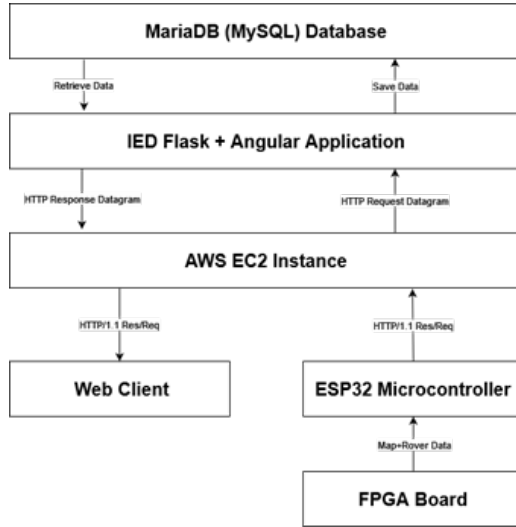 MariaDB (MySQL) Database
Retrieve Data
Save Data
IED Flask + Angular Application
HTTP Response Datagram
HTTP Request Datagram
AWS EC2 Instance
HTTP/1.1 Res/Req
HTTP/1.1 Res/Req
Web Client
ESP32 Microcontroller
Map+Rover Data
FPGA Board